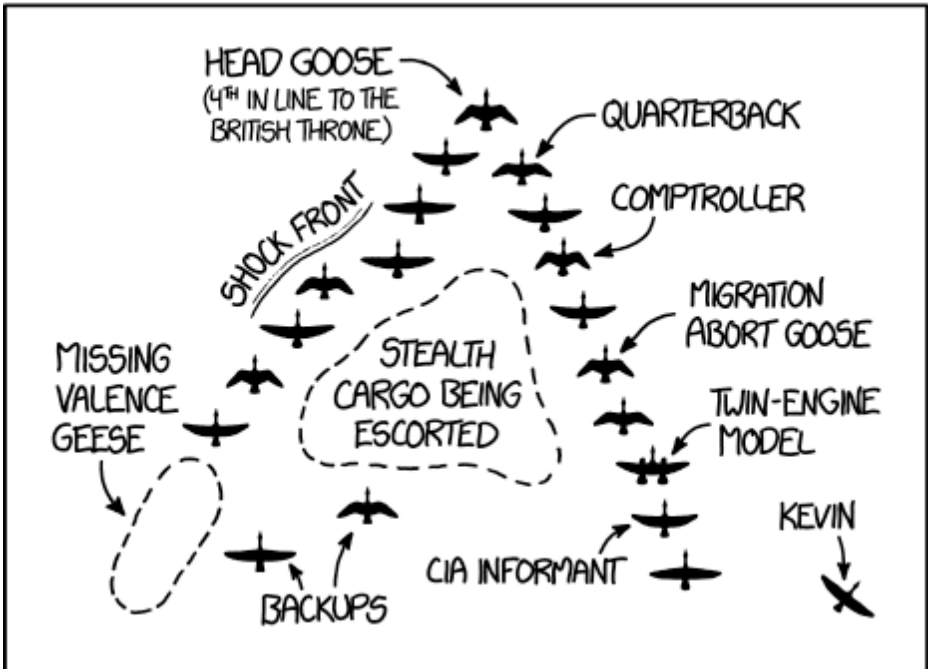 HEAD GOOSE
(4TH IN LINE TO THE
BRITISH THRONE)
QUARTERBACK
COMPTROLLER
SHOCK FRONT
MIGRATION
ABORT GOOSE
MISSING
VALENCE
GEESE
STEALTH
CARGO BEING
ESCORTED
TWIN-ENGINE
MODEL
KEVIN
CIA INFORMANT
BACKUPS